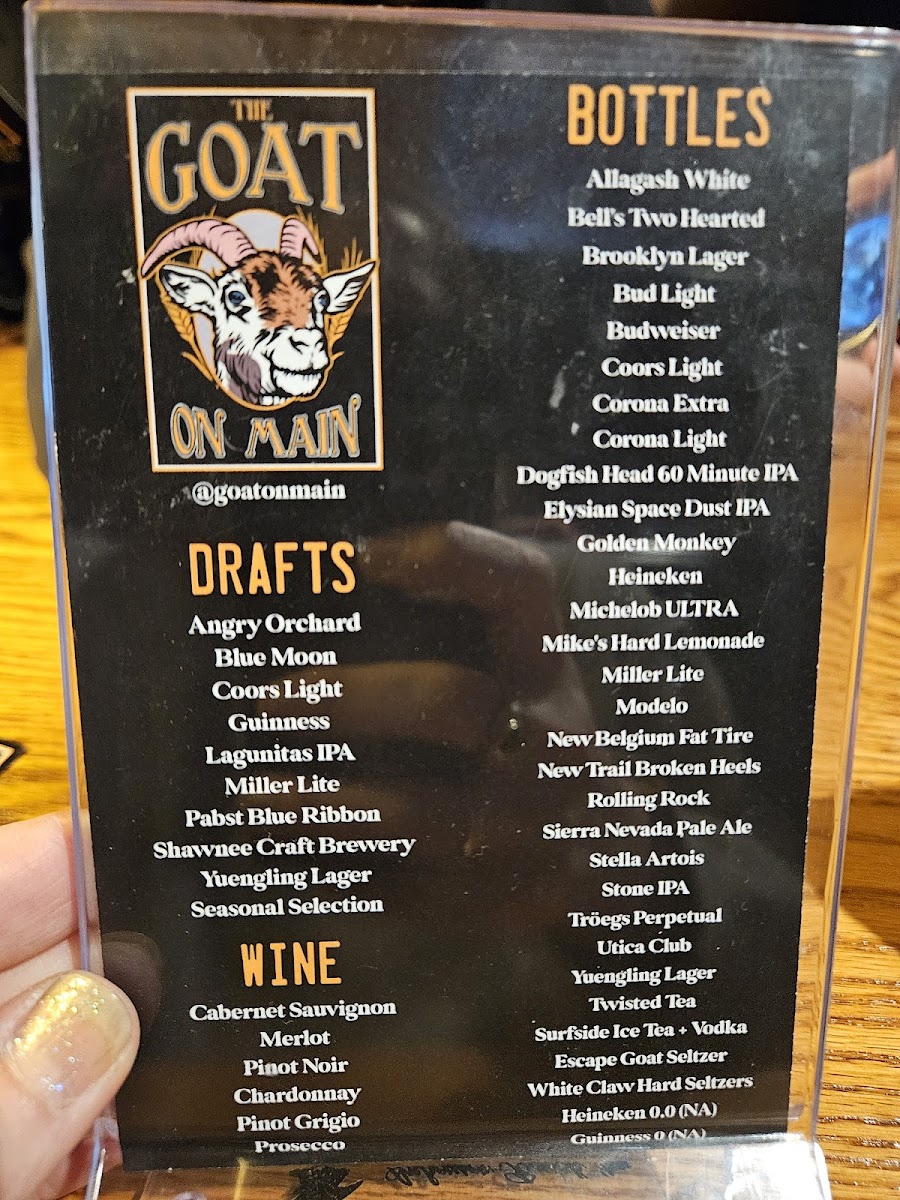 THE
GOAT
ON MAIN
@goatonmain
DRAFTS
Angry Orchard
Blue Moon
Coors Light
Guinness
Lagunitas IPA
Miller Lite
Pabst Blue Ribbon
Shawnee Craft Brewery
Yuengling Lager
Seasonal Selection
WINE
Cabernet Sauvignon
Merlot
Pinot Noir
Chardonnay
Pinot Grigio
Prosecco
BOTTLES
Allagash White
Bell's Two Hearted
Brooklyn Lager
Bud Light
Budweiser
Coors Light
Corona Extra
Corona Light
Dogfish Head 60 Minute IPA
Elysian Space Dust IPA
Golden Monkey
Heineken
Michelob ULTRA
Mike's Hard Lemonade
Miller Lite
Modelo
New Belgium Fat Tire
New Trail Broken Heels
Rolling Rock
Sierra Nevada Pale Ale
Stella Artois
Stone IPA
Tröegs Perpetual
Utica Club
Yuengling Lager
Twisted Tea
Surfside Ice Tea + Vodka
Escape Goat Seltzer
White Claw Hard Seltzers
Heineken 0.0 (NA)
Guinness 0 (NA)